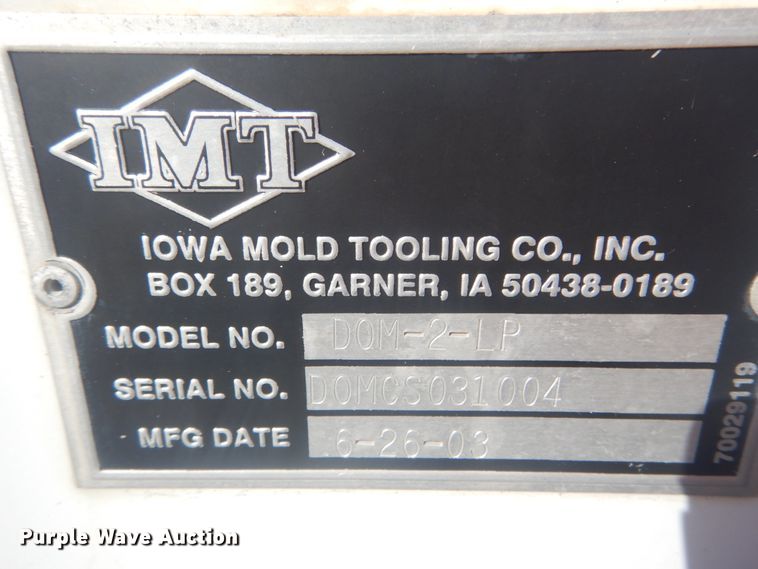 IMT
IOWA MOLD TOOLING CO., INC.
BOX 189, GARNER, IA 50438-0189
MODEL NO. DOM-2-LP
SERIAL NO. DOMCS031004
MFG DATE 6-26-03
70029119
Purple Wave Auction